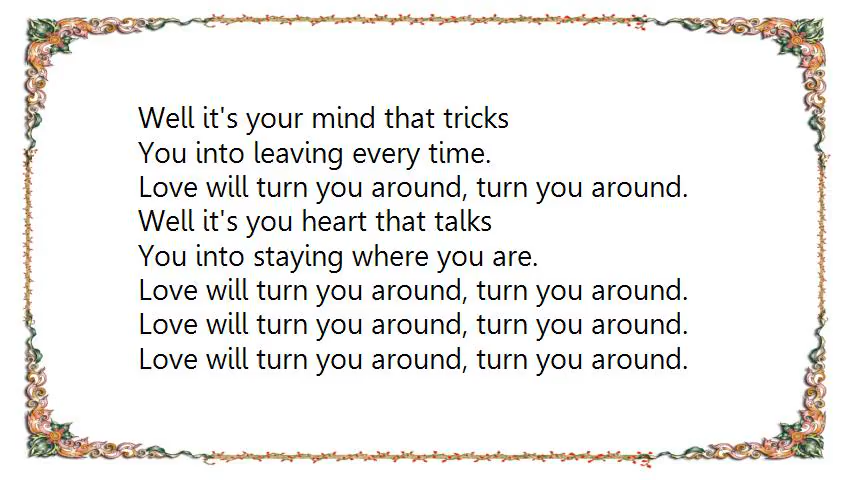 Well it's your mind that tricks
You into leaving every time.
Love will turn you around, turn you around.
Well it's you heart that talks
You into staying where you are.
Love will turn you around, turn you around.
Love will turn you around, turn you around.
Love will turn you around, turn you around.